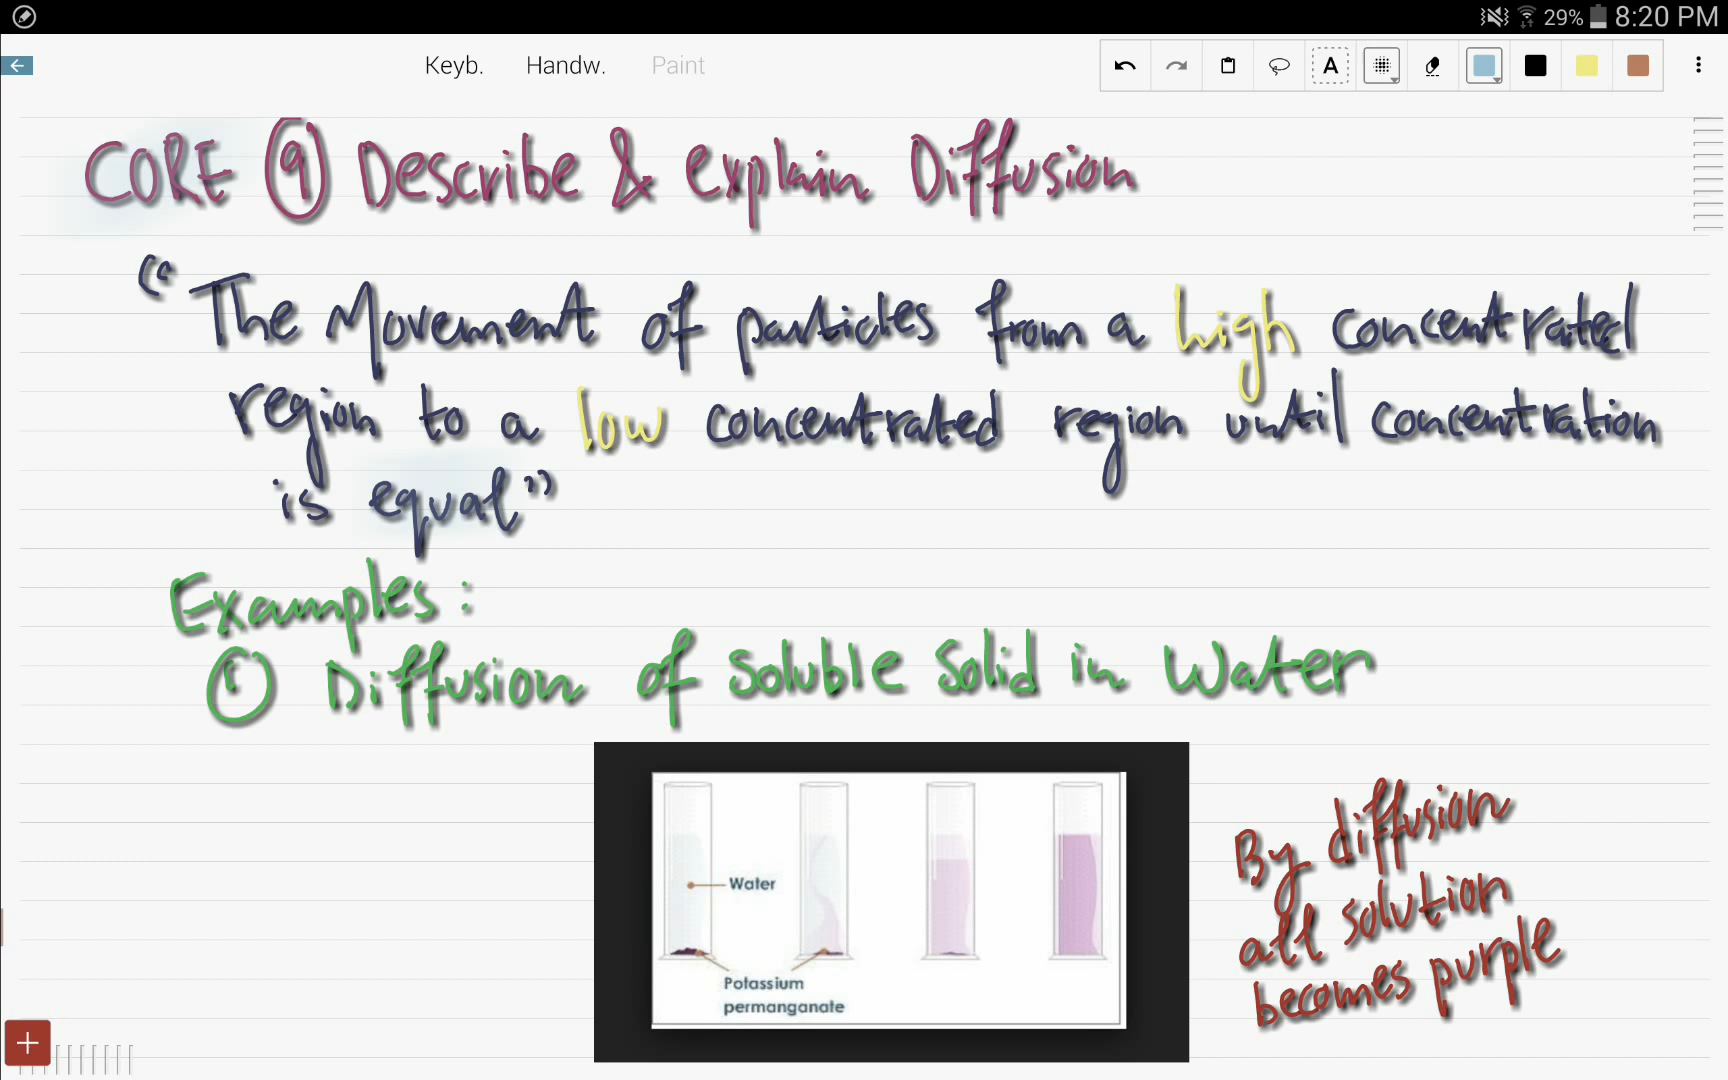 29% 8:20 PM
Keyb. Handw. Paint
A
CORE 9 Describe & explain Diffusion
"The Movement of particles from a high concentrated
region to a low concentrated region until concentration
is equal"
Examples:
1 Diffusion of soluble solid in Water
Water
Potassium
permanganate
By diffusion
all solution
becomes purple